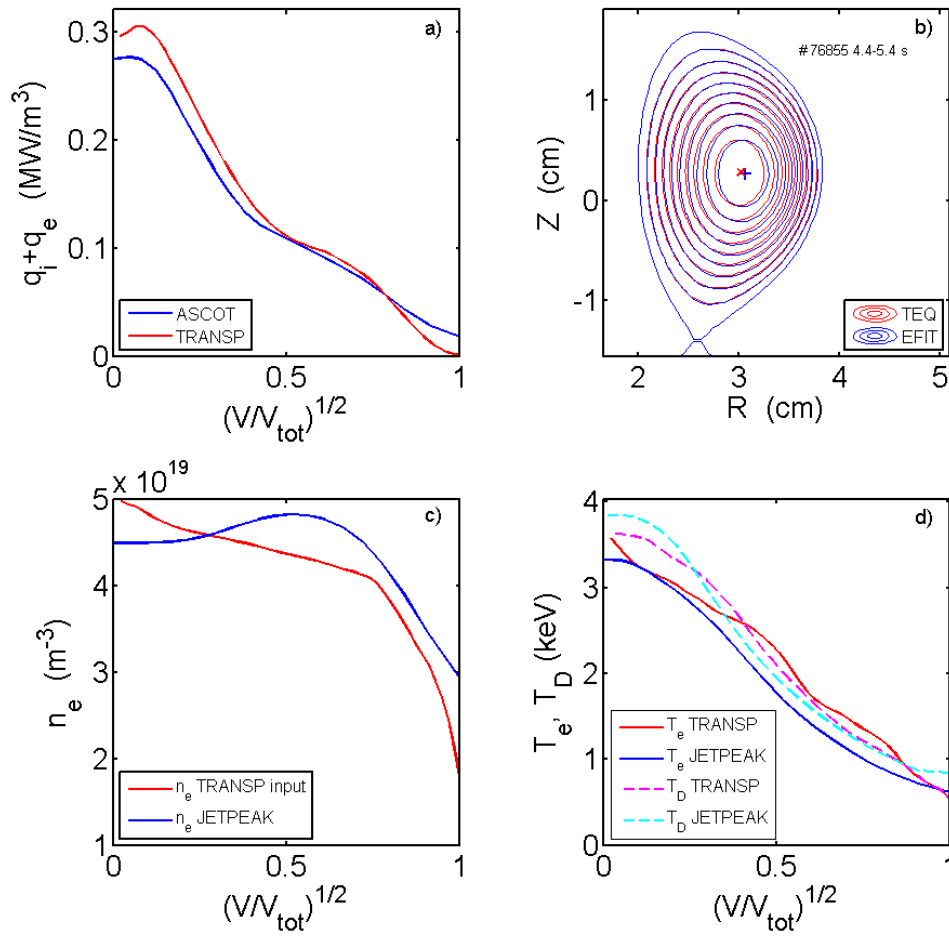 a)
0.3
0.2
0.1
0
q_i+q_e (MW/m^3)
ASCOT
TRANSP
0 0.5 1
(V/V_tot)^1/2
b)
#76855 4.4-5.4 s
1
0
-1
Z (cm)
TEQ
EFIT
2 3 4 5
R (cm)
x 10^19
c)
5
4
3
2
1
n_e (m^-3)
n_e TRANSP input
n_e JETPEAK
0 0.5 1
(V/V_tot)^1/2
d)
4
3
2
1
0
T_e, T_D (keV)
T_e TRANSP
T_e JETPEAK
T_D TRANSP
T_D JETPEAK
0 0.5 1
(V/V_tot)^1/2